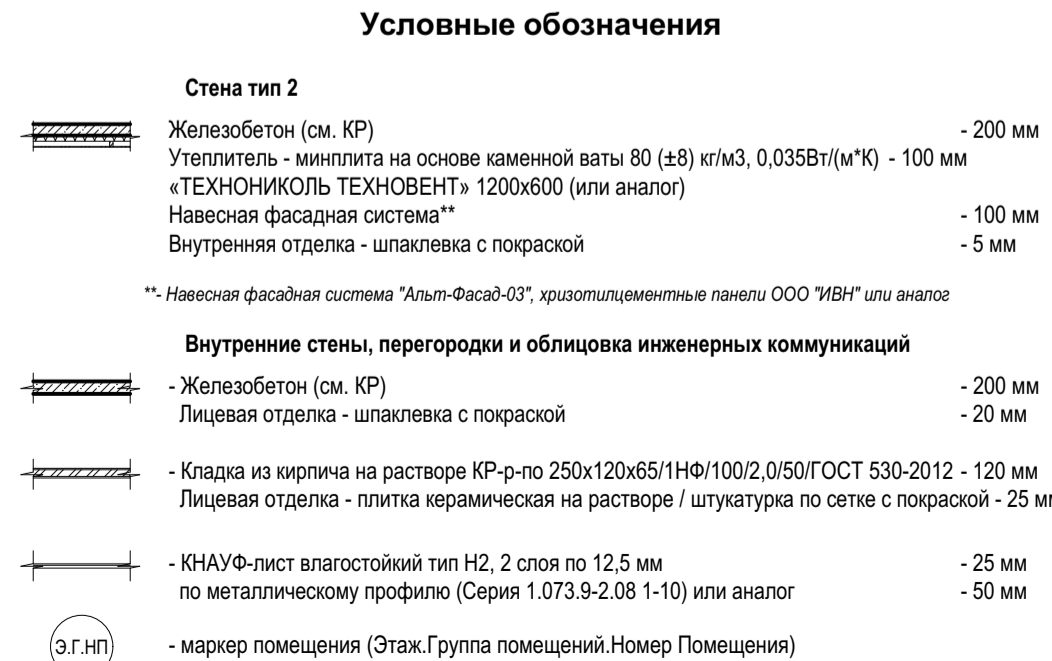 Условные обозначения
Стена тип 2
Железобетон (см. КР) - 200 мм
Утеплитель - минплита на основе каменной ваты 80 (±8) кг/м3, 0,035Вт/(м*К) - 100 мм
«ТЕХНОНИКОЛЬ ТЕХНОВЕНТ» 1200х600 (или аналог)
Навесная фасадная система** - 100 мм
Внутренняя отделка - шпаклевка с покраской - 5 мм
**- Навесная фасадная система "Альт-Фасад-03", хризотилцементные панели ООО "ИВН" или аналог
Внутренние стены, перегородки и облицовка инженерных коммуникаций
- Железобетон (см. КР) - 200 мм
Лицевая отделка - шпаклевка с покраской - 20 мм
- Кладка из кирпича на растворе КР-р-по 250х120х65/1НФ/100/2,0/50/ГОСТ 530-2012 - 120 мм
Лицевая отделка - плитка керамическая на растворе / штукатурка по сетке с покраской - 25 мм
- КНАУФ-лист влагостойкий тип Н2, 2 слоя по 12,5 мм - 25 мм
по металлическому профилю (Серия 1.073.9-2.08 1-10) или аналог - 50 мм
Э.Г.НП - маркер помещения (Этаж.Группа помещений.Номер Помещения)